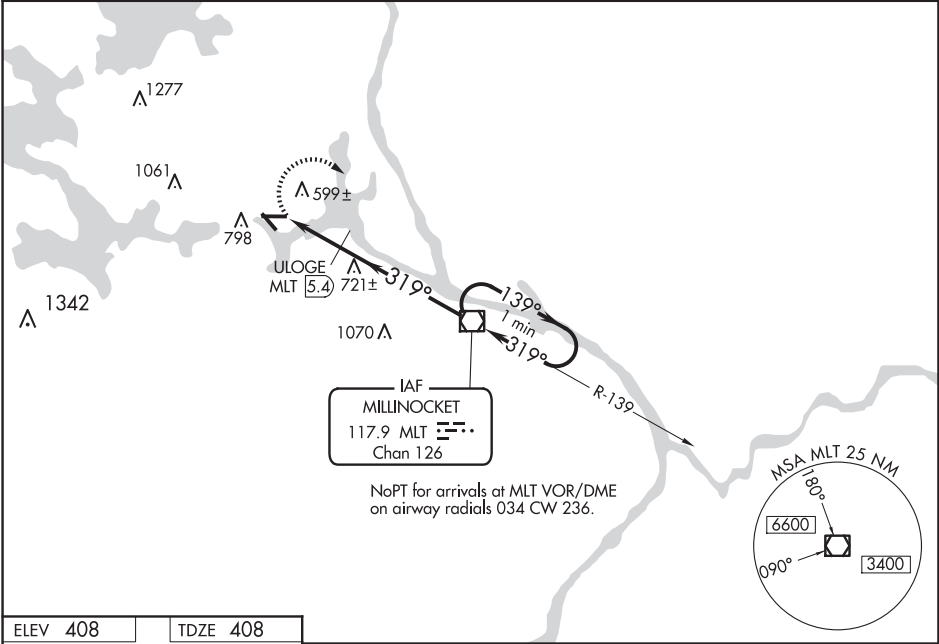 1277
1061
599±
798
ULOGE
MLT 5.4
721±
319°
1342
1070
139°
1 min
319°
R-139
IAF
MILLINOCKET
117.9 MLT
Chan 126
NoPT for arrivals at MLT VOR/DME
on airway radials 034 CW 236.
MSA MLT 25 NM
180°
6600
090°
3400
ELEV 408
TDZE 408